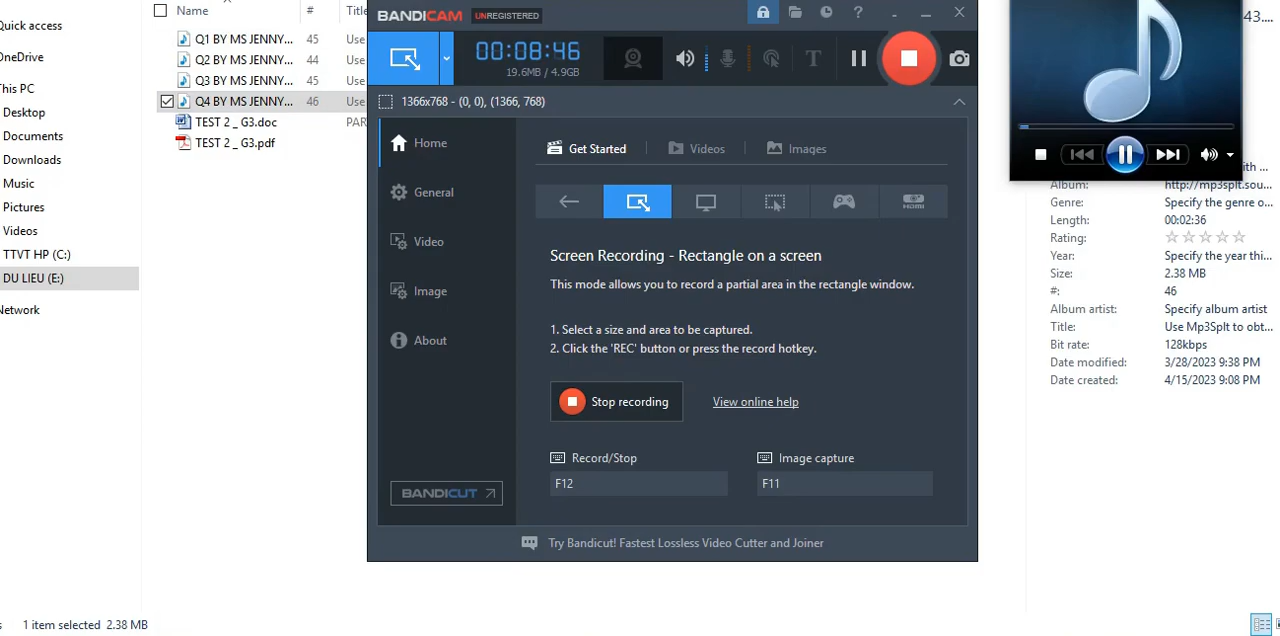 Name # Title
Quick access
OneDrive
This PC
Desktop
Documents
Downloads
Music
Pictures
Videos
TTVT HP (C:)
DU LIEU (E:)
Network
Q1 BY MS JENNY... 45 Use
Q2 BY MS JENNY... 44 Use
Q3 BY MS JENNY... 45 Use
Q4 BY MS JENNY... 46 Use
TEST 2 _ G3.doc PAR
TEST 2 _ G3.pdf
1 item selected 2.38 MB
BANDICAM UNREGISTERED
00:08:46
19.6MB / 4.9GB
1366x768 - (0, 0), (1366, 768)
Home
General
Video
Image
About
BANDICUT
Get Started Videos Images
HDMI
Screen Recording - Rectangle on a screen
This mode allows you to record a partial area in the rectangle window.
1. Select a size and area to be captured.
2. Click the 'REC' button or press the record hotkey.
Stop recording View online help
Record/Stop Image capture
F12 F11
Try Bandicut! Fastest Lossless Video Cutter and Joiner
43...
with ...
Album: http://mp3splt.sou...
Genre: Specify the genre o...
Length: 00:02:36
Rating:
Year: Specify the year thi...
Size: 2.38 MB
#: 46
Album artist: Specify album artist
Title: Use Mp3Splt to obt...
Bit rate: 128kbps
Date modified: 3/28/2023 9:38 PM
Date created: 4/15/2023 9:08 PM